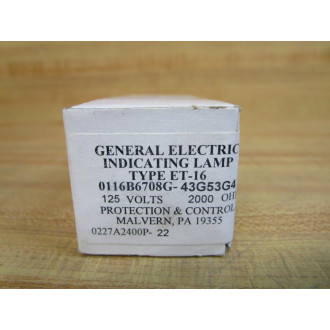 GENERAL ELECTRIC
INDICATING LAMP
TYPE ET-16
0116B6708G-43G53G4
125 VOLTS 2000 OH
PROTECTION & CONTROL
MALVERN, PA 19355
0227A2400P-22